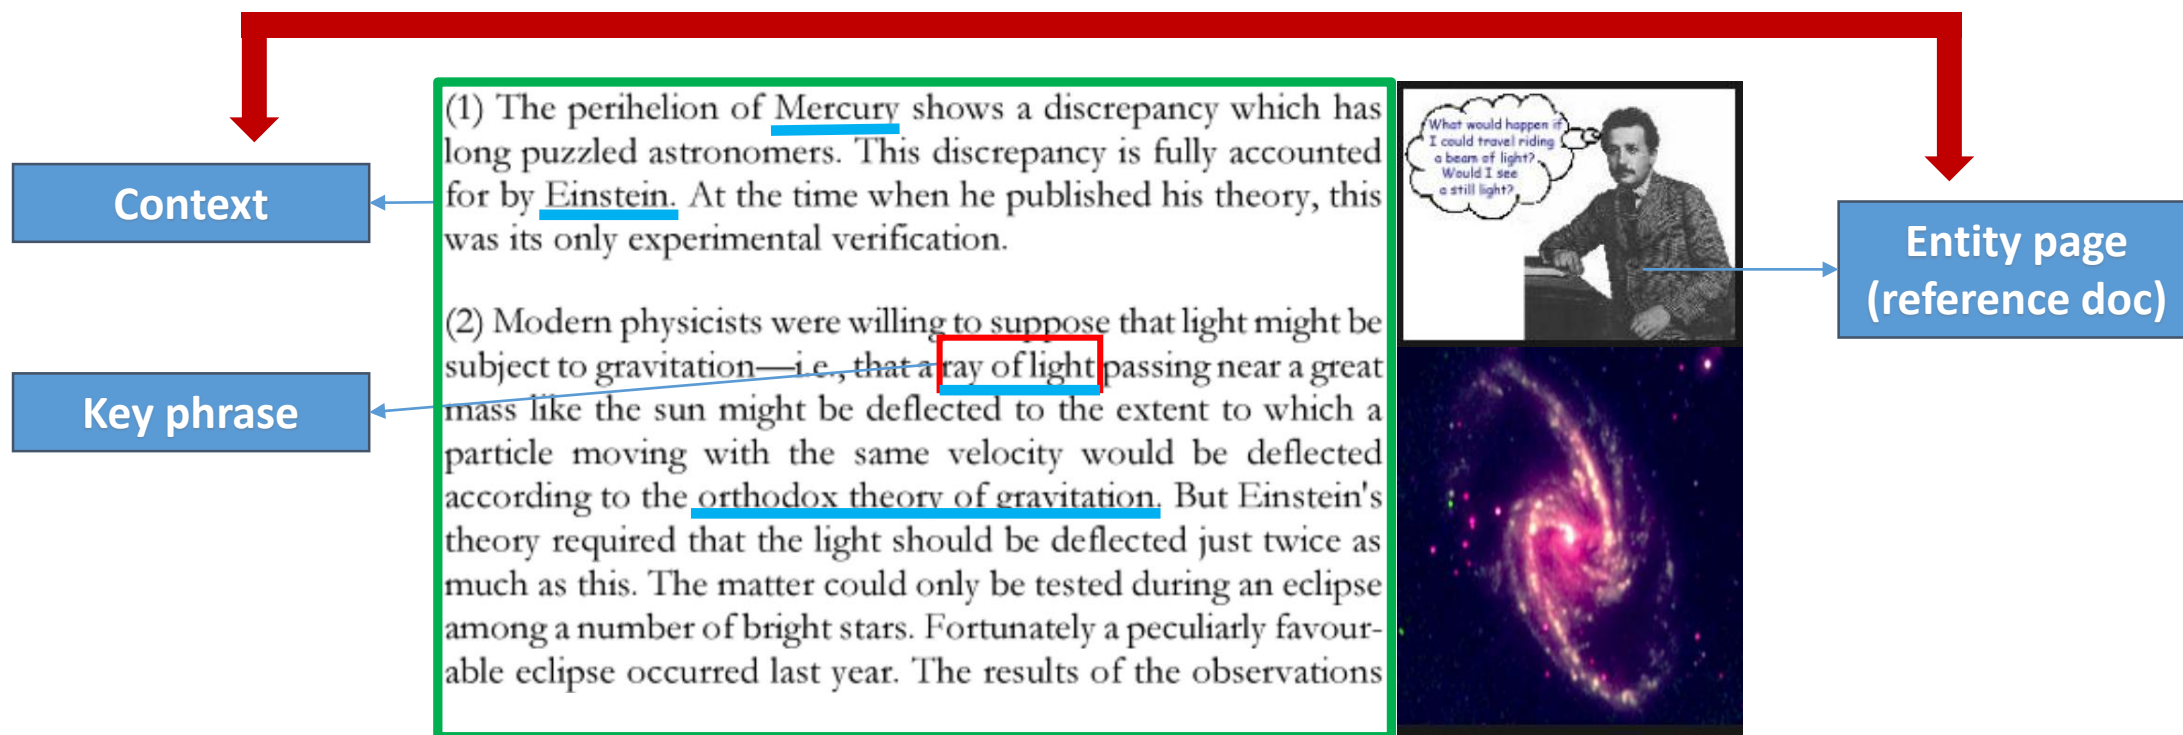 Context
Key phrase
(1) The perihelion of Mercury shows a discrepancy which has
long puzzled astronomers. This discrepancy is fully accounted
for by Einstein. At the time when he published his theory, this
was its only experimental verification.
(2) Modern physicists were willing to suppose that light might be
subject to gravitation—i.e., that a ray of light passing near a great
mass like the sun might be deflected to the extent to which a
particle moving with the same velocity would be deflected
according to the orthodox theory of gravitation. But Einstein's
theory required that the light should be deflected just twice as
much as this. The matter could only be tested during an eclipse
among a number of bright stars. Fortunately a peculiarly favour-
able eclipse occurred last year. The results of the observations
What would happen if
I could travel riding
a beam of light?
Would I see
a still light?
Entity page
(reference doc)